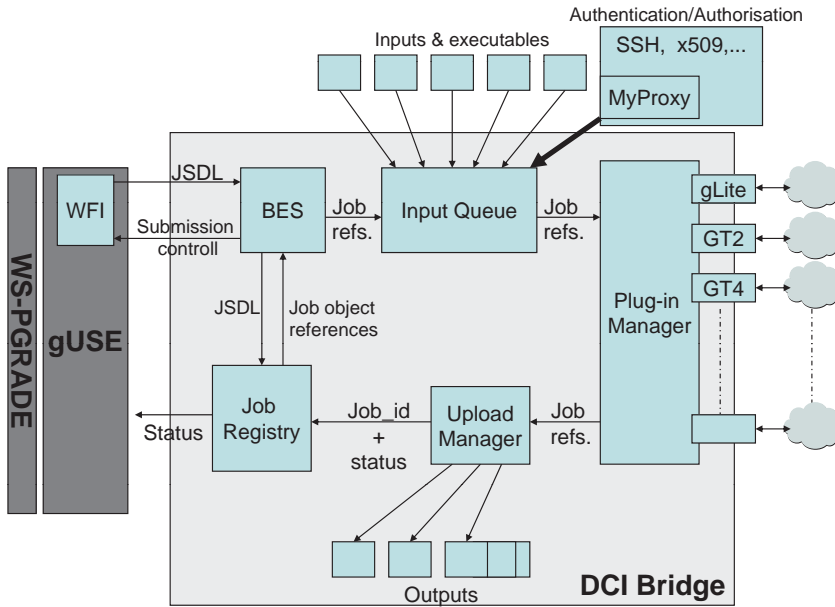 Authentication/Authorisation
Inputs & executables
SSH, x509,...
MyProxy
WS-PGRADE
gUSE
WFI
JSDL
Submission
controll
BES
Job
refs.
Input Queue
Job
refs.
Plug-in
Manager
gLite
GT2
GT4
JSDL
Job object
references
Job
Registry
Status
Job_id
+
status
Upload
Manager
Job
refs.
Outputs
DCI Bridge